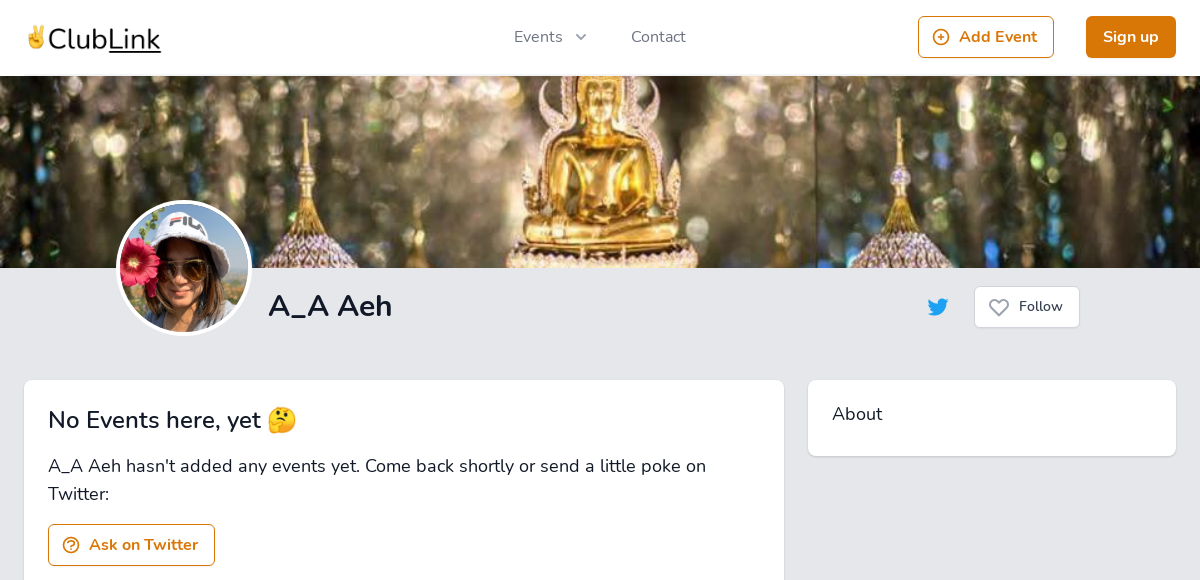 ✌️ClubLink
Events
Contact
Add Event
Sign up
FILA
A_A Aeh
Follow
No Events here, yet 🤔
A_A Aeh hasn't added any events yet. Come back shortly or send a little poke on
Twitter:
Ask on Twitter
About